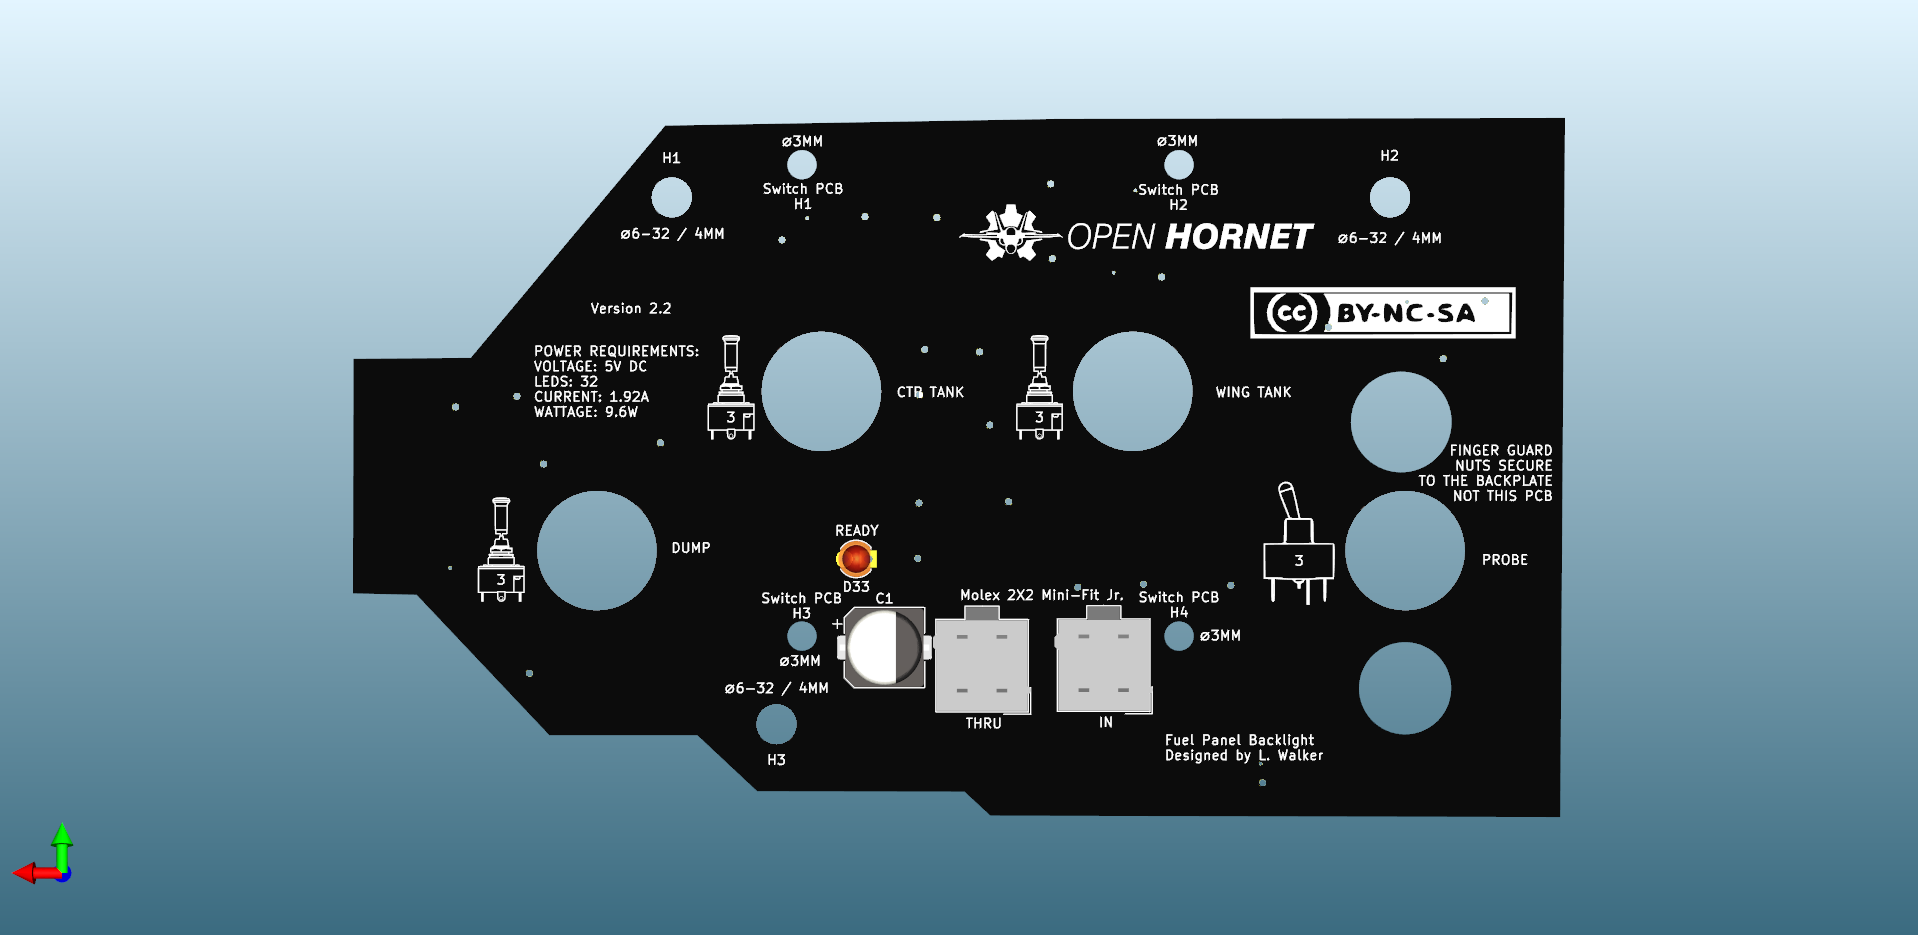 ø3MM
ø3MM
H1
H2
Switch PCB
H1
Switch PCB
H2
ø6-32 / 4MM
OPEN HORNET
ø6-32 / 4MM
Version 2.2
cc BY-NC-SA
POWER REQUIREMENTS:
VOLTAGE: 5V DC
LEDS: 32
CURRENT: 1.92A
WATTAGE: 9.6W
3
CTR TANK
3
WING TANK
FINGER GUARD
NUTS SECURE
TO THE BACKPLATE
NOT THIS PCB
3
DUMP
READY
D33
3
PROBE
Switch PCB
H3
ø3MM
C1
+
Molex 2X2 Mini-Fit Jr.
Switch PCB
H4
ø3MM
ø6-32 / 4MM
H3
THRU
IN
Fuel Panel Backlight
Designed by L. Walker